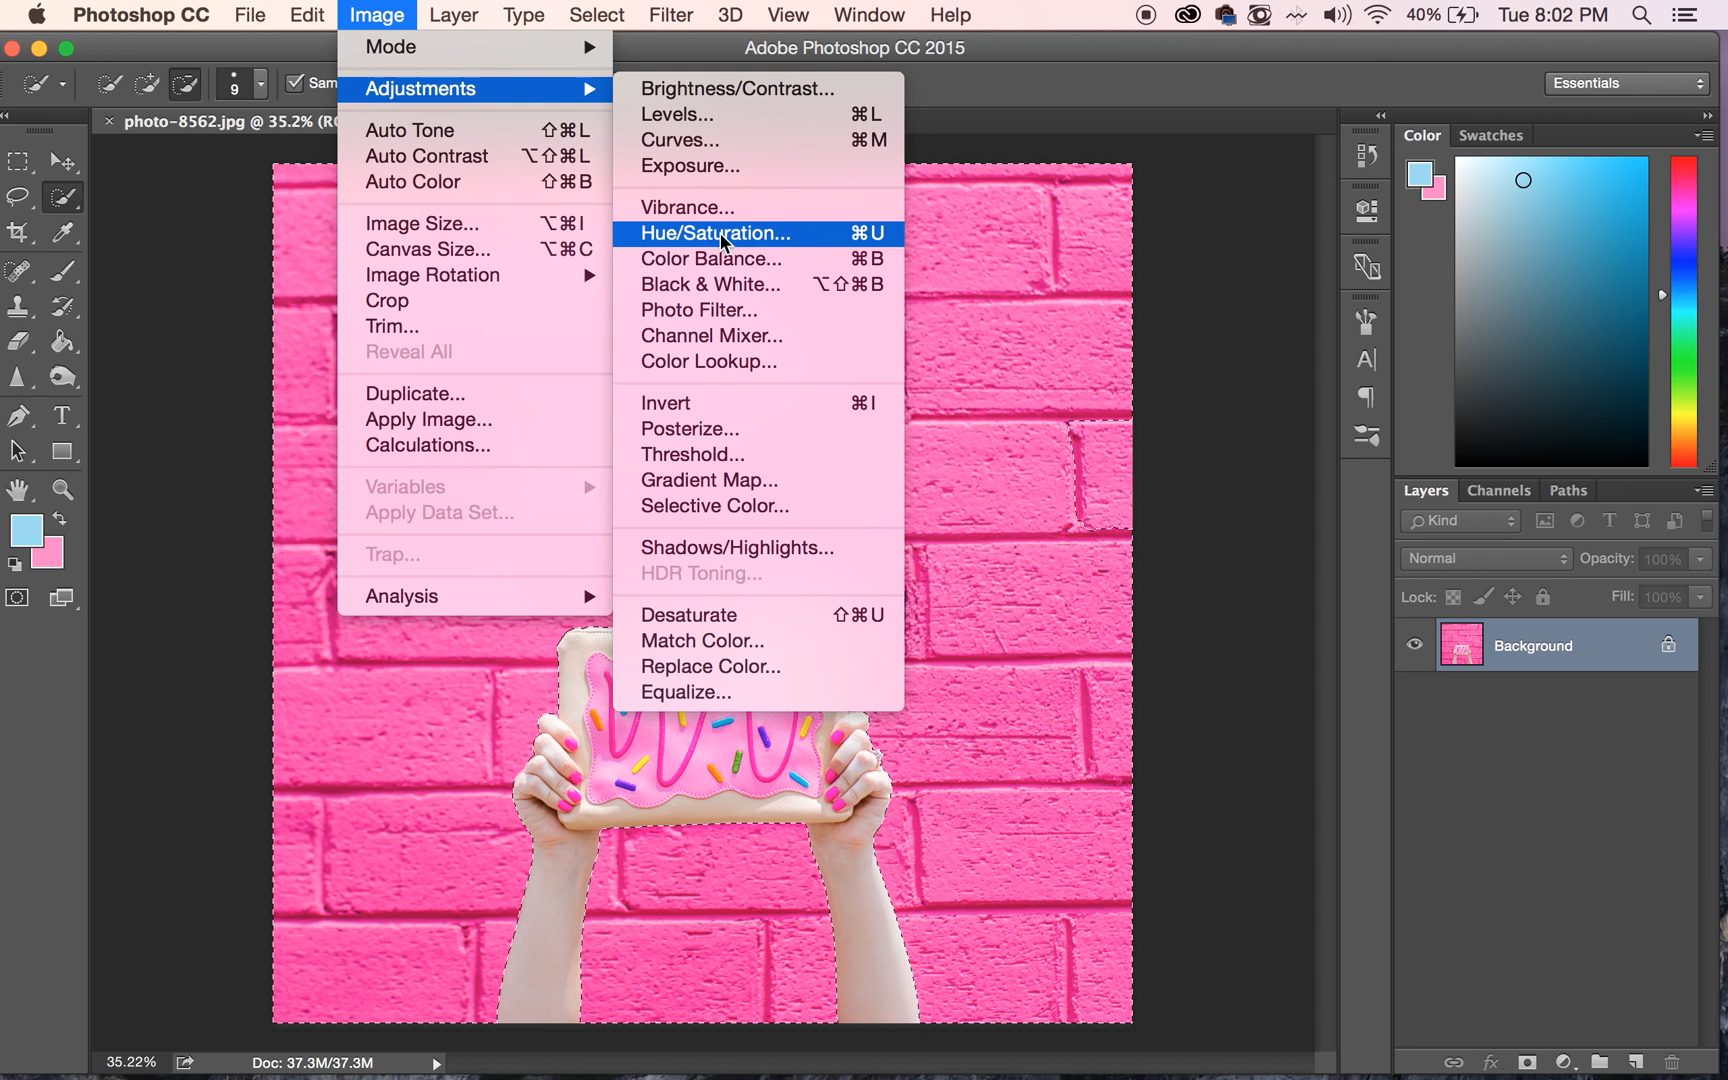 Photoshop CC File Edit Image Layer Type Select Filter 3D View Window Help 40% Tue 8:02 PM
Adobe Photoshop CC 2015
9 Sam Essentials
× photo-8562.jpg @ 35.2% (R
Mode
Adjustments
Auto Tone ⇧⌘L
Auto Contrast ⌥⇧⌘L
Auto Color ⇧⌘B
Image Size... ⌥⌘I
Canvas Size... ⌥⌘C
Image Rotation
Crop
Trim...
Reveal All
Duplicate...
Apply Image...
Calculations...
Variables
Apply Data Set...
Trap...
Analysis
Brightness/Contrast...
Levels... ⌘L
Curves... ⌘M
Exposure...
Vibrance...
Hue/Saturation... ⌘U
Color Balance... ⌘B
Black & White... ⌥⇧⌘B
Photo Filter...
Channel Mixer...
Color Lookup...
Invert ⌘I
Posterize...
Threshold...
Gradient Map...
Selective Color...
Shadows/Highlights...
HDR Toning...
Desaturate ⇧⌘U
Match Color...
Replace Color...
Equalize...
Color Swatches
Layers Channels Paths
Kind
Normal Opacity: 100%
Lock: Fill: 100%
Background
35.22% Doc: 37.3M/37.3M